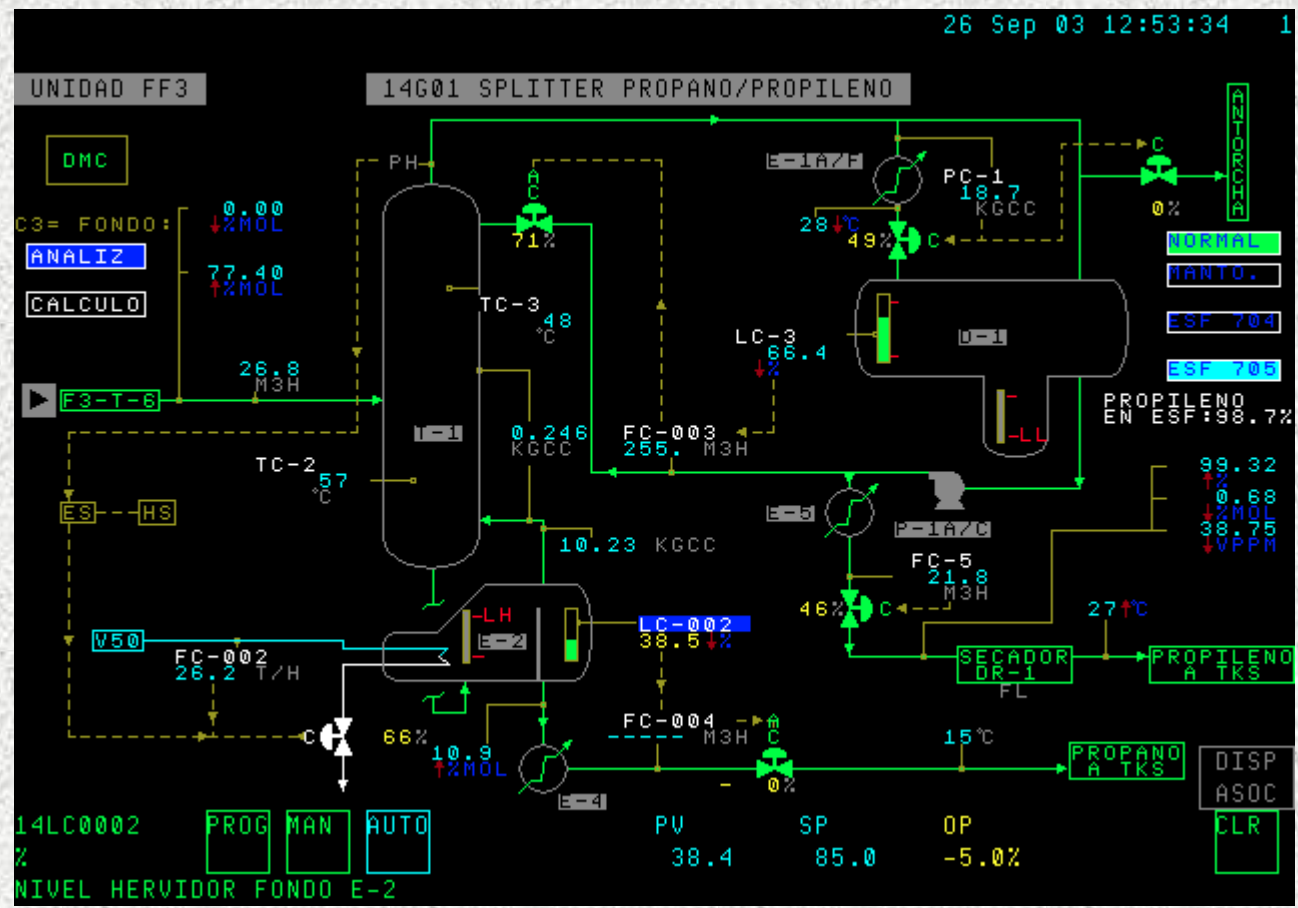 26 Sep 03 12:53:34 1
UNIDAD FF3
14G01 SPLITTER PROPANO/PROPILENO
ANTORCHA
DMC
PH
A
C
E-1A/F
PC-1
18.7
KGCC
C
0%
C3= FONDO:
0.00
%MOL
ANALIZ
77.40
%MOL
CALCULO
71%
28 ℃
49%
C
NORMAL
MANTO.
ESF 704
ESF 705
TC-3
48
℃
LC-3
66.4
%
D-1
LL
PROPILENO
EN ESF:98.7%
26.8
M3H
F3-T-6
T-1
0.246
KGCC
FC-003
255. M3H
TC-2
57
℃
ES---HS
E-5
P-1A/C
99.32
%
0.68
%MOL
38.75
VPPM
10.23 KGCC
FC-5
21.8
M3H
46%
C
27 ℃
LH
E-2
LC-002
38.5 %
V50
FC-002
26.2 T/H
SECADOR
DR-1
FL
PROPILENO
A TKS
C
66%
10.9
%MOL
E-4
FC-004
------ M3H
A
C
- 0%
15℃
PROPANO
A TKS
DISP
ASOC
14LC0002
%
PROG
MAN
AUTO
PV
38.4
SP
85.0
OP
-5.0%
CLR
NIVEL HERVIDOR FONDO E-2